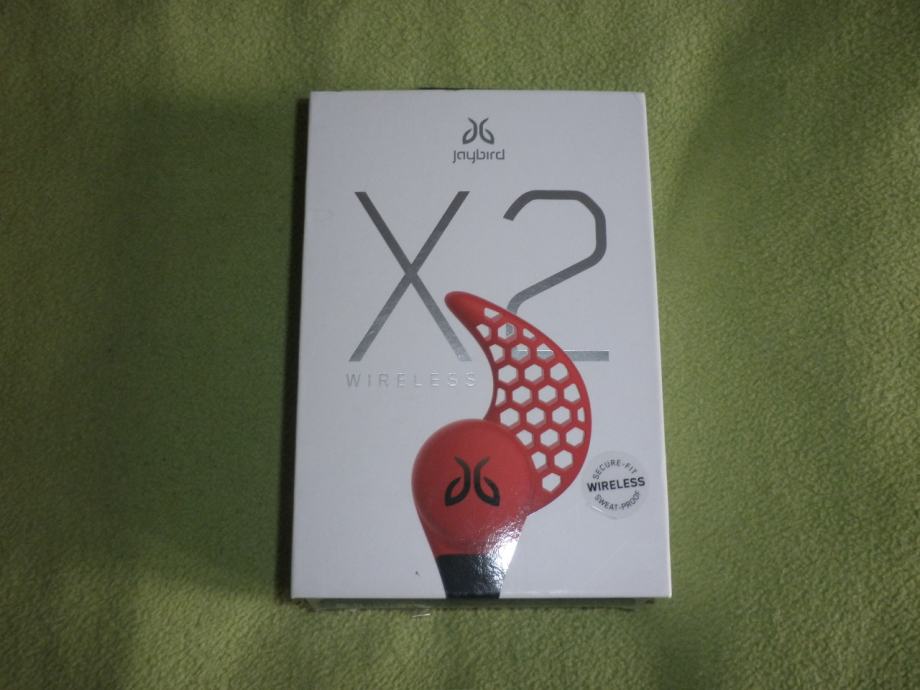 jaybird
X2
WIRELESS
SECURE-FIT
WIRELESS
SWEAT-PROOF